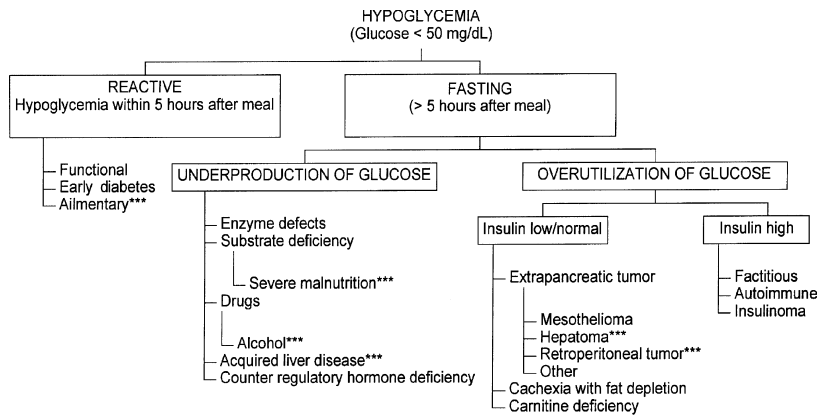 HYPOGLYCEMIA
(Glucose < 50 mg/dL)
REACTIVE
Hypoglycemia within 5 hours after meal
FASTING
(> 5 hours after meal)
Functional
Early diabetes
Ailmentary***
UNDERPRODUCTION OF GLUCOSE
Enzyme defects
Substrate deficiency
Severe malnutrition***
Drugs
Alcohol***
Acquired liver disease***
Counter regulatory hormone deficiency
OVERUTILIZATION OF GLUCOSE
Insulin low/normal
Extrapancreatic tumor
Mesothelioma
Hepatoma***
Retroperitoneal tumor***
Other
Cachexia with fat depletion
Carnitine deficiency
Insulin high
Factitious
Autoimmune
Insulinoma